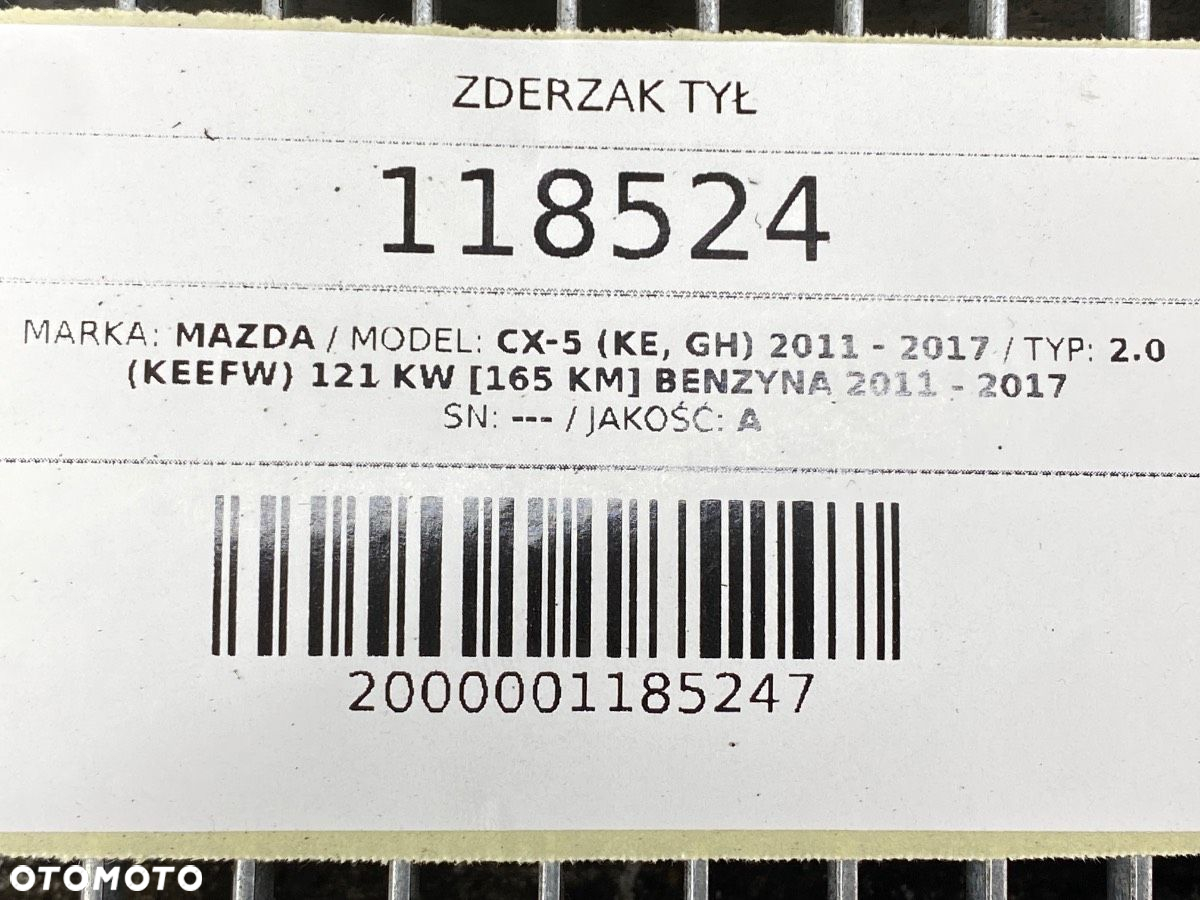 ZDERZAK TYŁ
118524
MARKA: MAZDA / MODEL: CX-5 (KE, GH) 2011 - 2017 / TYP: 2.0
(KEEFW) 121 KW [165 KM] BENZYNA 2011 - 2017
SN: --- / JAKOŚĆ: A
2000001185247
OTOMOTO